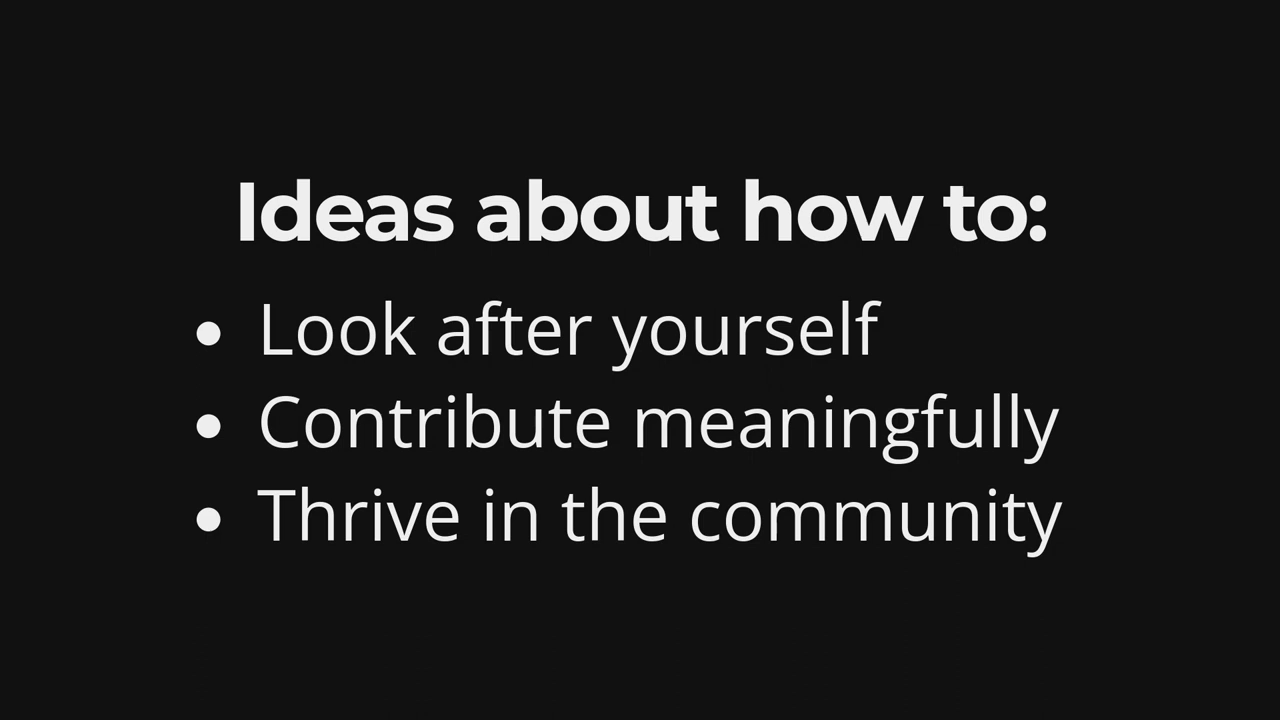 Ideas about how to:
• Look after yourself
• Contribute meaningfully
• Thrive in the community